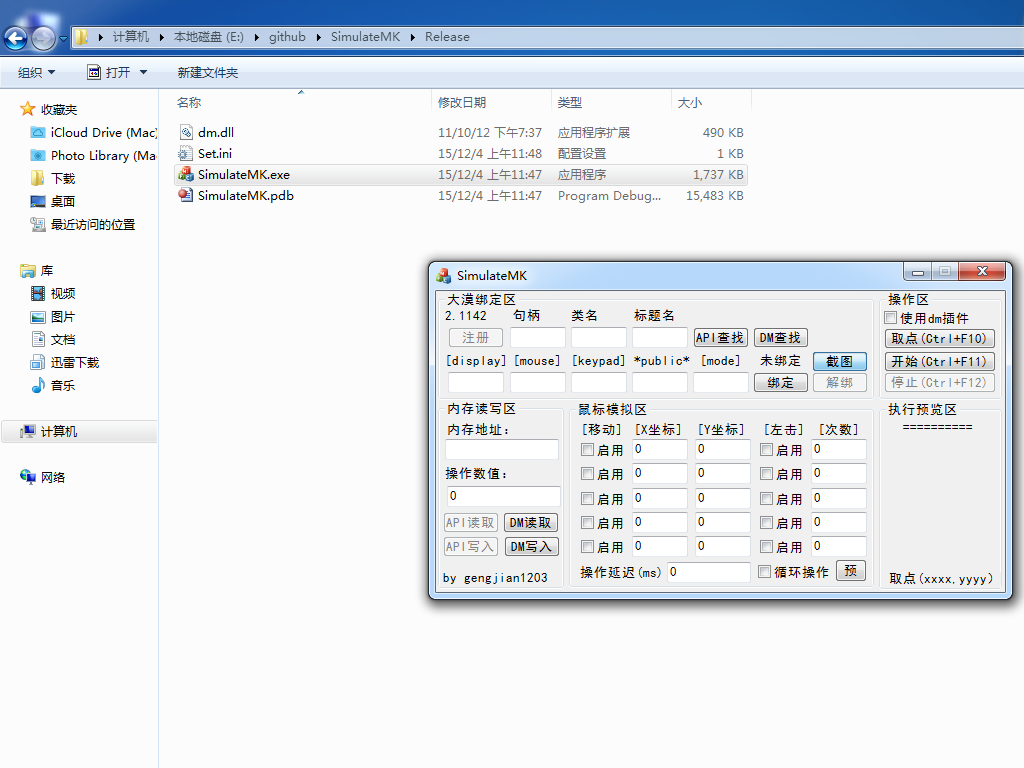 计算机 本地磁盘 (E:) github SimulateMK Release
组织 打开 新建文件夹
名称 修改日期 类型 大小
收藏夹
iCloud Drive (Mac)
Photo Library (Ma
下载
桌面
最近访问的位置
库
视频
图片
文档
迅雷下载
音乐
计算机
网络
dm.dll 11/10/12 下午7:37 应用程序扩展 490 KB
Set.ini 15/12/4 上午11:48 配置设置 1 KB
SimulateMK.exe 15/12/4 上午11:47 应用程序 1,737 KB
SimulateMK.pdb 15/12/4 上午11:47 Program Debug... 15,483 KB
SimulateMK
大漠绑定区
2.1142 句柄 类名 标题名
注册 API查找 DM查找
[display] [mouse] [keypad] *public* [mode] 未绑定 截图
绑定 解绑
操作区
使用dm插件
取点(Ctrl+F10)
开始(Ctrl+F11)
停止(Ctrl+F12)
内存读写区
内存地址:
操作数值:
0
API读取 DM读取
API写入 DM写入
by gengjian1203
鼠标模拟区
[移动] [X坐标] [Y坐标] [左击] [次数]
启用 0 0 启用 0
启用 0 0 启用 0
启用 0 0 启用 0
启用 0 0 启用 0
启用 0 0 启用 0
操作延迟(ms) 0 循环操作 预
执行预览区
==========
取点(xxxx,yyyy)